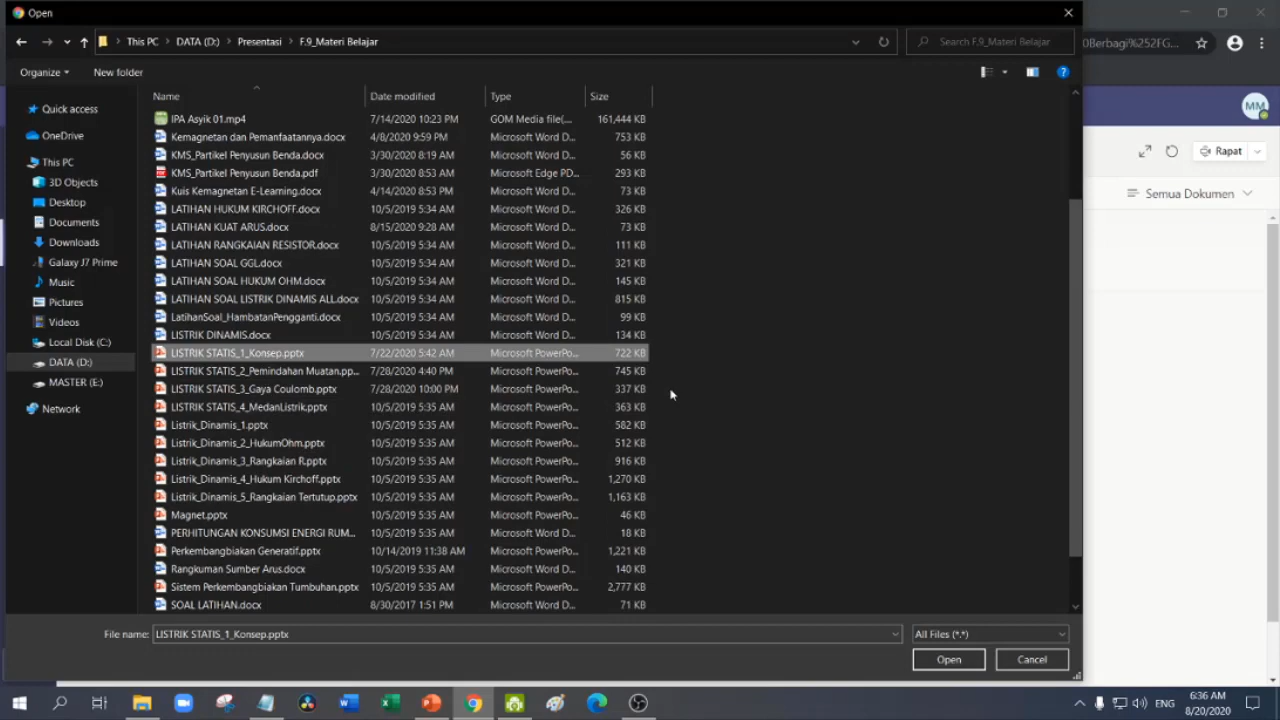 Open
This PC > DATA (D:) > Presentasi > F.9_Materi Belajar
Search F.9_Materi Belajar
Organize
New folder
Name Date modified Type Size
IPA Asyik 01.mp4 7/14/2020 10:23 PM GOM Media file(... 161,444 KB
Kemagnetan dan Pemanfaatannya.docx 4/8/2020 9:59 PM Microsoft Word D... 753 KB
KMS_Partikel Penyusun Benda.docx 3/30/2020 8:19 AM Microsoft Word D... 56 KB
KMS_Partikel Penyusun Benda.pdf 3/30/2020 8:53 AM Microsoft Edge PD... 293 KB
Kuis Kemagnetan E-Learning.docx 4/14/2020 8:53 PM Microsoft Word D... 73 KB
LATIHAN HUKUM KIRCHOFF.docx 10/5/2019 5:34 AM Microsoft Word D... 326 KB
LATIHAN KUAT ARUS.docx 8/15/2020 9:28 AM Microsoft Word D... 73 KB
LATIHAN RANGKAIAN RESISTOR.docx 10/5/2019 5:34 AM Microsoft Word D... 111 KB
LATIHAN SOAL GGL.docx 10/5/2019 5:34 AM Microsoft Word D... 321 KB
LATIHAN SOAL HUKUM OHM.docx 10/5/2019 5:34 AM Microsoft Word D... 145 KB
LATIHAN SOAL LISTRIK DINAMIS ALL.docx 10/5/2019 5:34 AM Microsoft Word D... 815 KB
LatihanSoal_HambatanPengganti.docx 10/5/2019 5:34 AM Microsoft Word D... 99 KB
LISTRIK DINAMIS.docx 10/5/2019 5:34 AM Microsoft Word D... 134 KB
LISTRIK STATIS_1_Konsep.pptx 7/22/2020 5:42 AM Microsoft PowerPo... 722 KB
LISTRIK STATIS_2_Pemindahan Muatan.pp... 7/28/2020 4:40 PM Microsoft PowerPo... 745 KB
LISTRIK STATIS_3_Gaya Coulomb.pptx 7/28/2020 10:00 PM Microsoft PowerPo... 337 KB
LISTRIK STATIS_4_MedanListrik.pptx 10/5/2019 5:35 AM Microsoft PowerPo... 363 KB
Listrik_Dinamis_1.pptx 10/5/2019 5:35 AM Microsoft PowerPo... 582 KB
Listrik_Dinamis_2_HukumOhm.pptx 10/5/2019 5:35 AM Microsoft PowerPo... 512 KB
Listrik_Dinamis_3_Rangkaian R.pptx 10/5/2019 5:35 AM Microsoft PowerPo... 916 KB
Listrik_Dinamis_4_Hukum Kirchoff.pptx 10/5/2019 5:35 AM Microsoft PowerPo... 1,270 KB
Listrik_Dinamis_5_Rangkaian Tertutup.pptx 10/5/2019 5:35 AM Microsoft PowerPo... 1,163 KB
Magnet.pptx 10/5/2019 5:35 AM Microsoft PowerPo... 46 KB
PERHITUNGAN KONSUMSI ENERGI RUM... 10/5/2019 5:35 AM Microsoft Word D... 18 KB
Perkembangbiakan Generatif.pptx 10/14/2019 11:38 AM Microsoft PowerPo... 1,221 KB
Rangkuman Sumber Arus.docx 10/5/2019 5:35 AM Microsoft Word D... 140 KB
Sistem Perkembangbiakan Tumbuhan.pptx 10/5/2019 5:35 AM Microsoft PowerPo... 2,777 KB
SOAL LATIHAN.docx 8/30/2017 1:51 PM Microsoft Word D... 71 KB
Quick access
OneDrive
This PC
3D Objects
Desktop
Documents
Downloads
Galaxy J7 Prime
Music
Pictures
Videos
Local Disk (C:)
DATA (D:)
MASTER (E:)
Network
File name: LISTRIK STATIS_1_Konsep.pptx
All Files (*.*)
Open
Cancel
0Berbagi%252FG...
MM
Rapat
Semua Dokumen
ENG
6:36 AM
8/20/2020